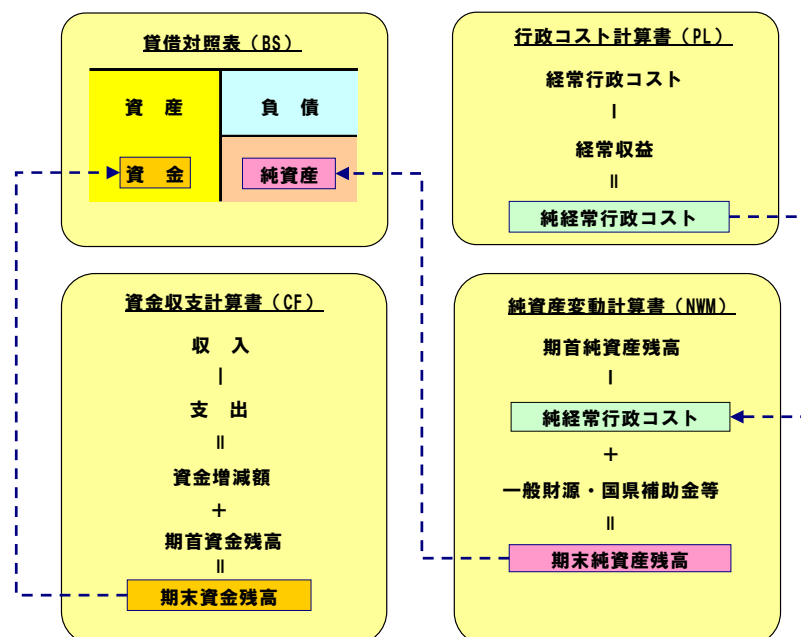 貸借対照表（BS）
資　産
負　債
資　金
純資産
行政コスト計算書（PL）
経常行政コスト
－
経常収益
＝
純経常行政コスト
資金収支計算書（CF）
収　入
－
支　出
＝
資金増減額
＋
期首資金残高
＝
期末資金残高
純資産変動計算書（NWM）
期首純資産残高
－
純経常行政コスト
＋
一般財源・国県補助金等
＝
期末純資産残高